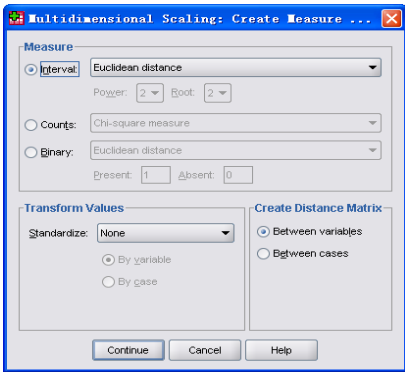 Multidimensional Scaling: Create Measure ...
Measure
Interval: Euclidean distance
Power: 2 Root: 2
Counts: Chi-square measure
Binary: Euclidean distance
Present: 1 Absent: 0
Transform Values
Standardize: None
By variable
By case
Create Distance Matrix
Between variables
Between cases
Continue Cancel Help